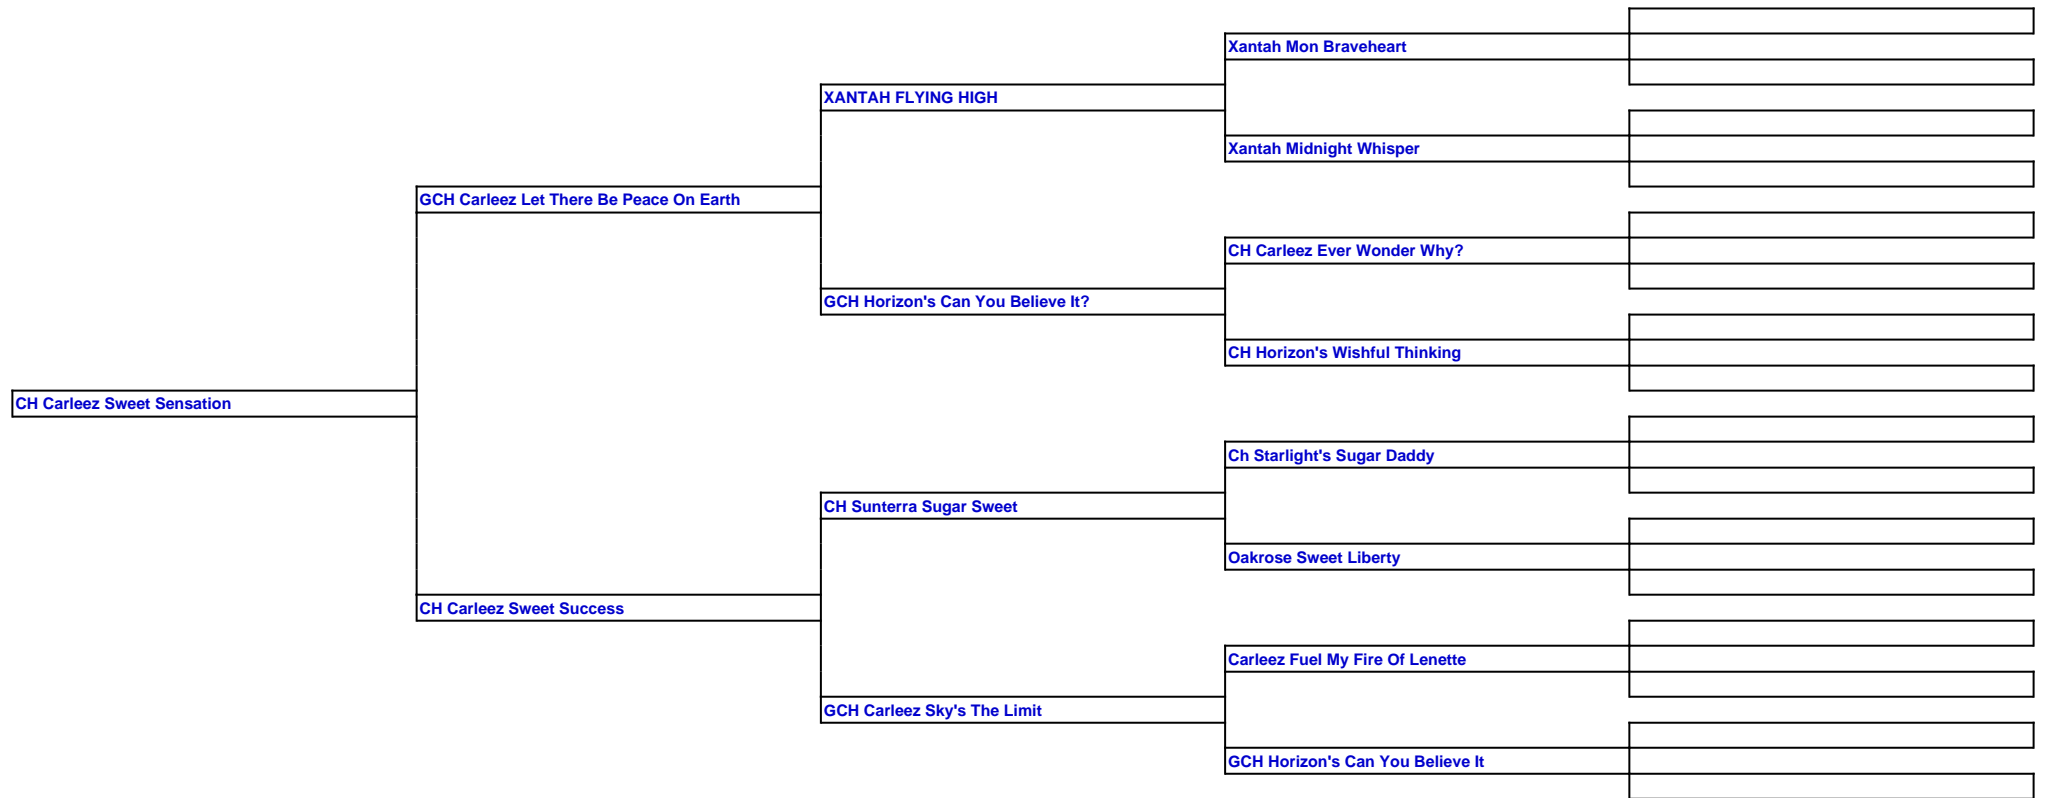 Xantah Mon Braveheart
XANTAH FLYING HIGH
Xantah Midnight Whisper
GCH Carleez Let There Be Peace On Earth
CH Carleez Ever Wonder Why?
GCH Horizon's Can You Believe It?
CH Horizon's Wishful Thinking
CH Carleez Sweet Sensation
Ch Starlight's Sugar Daddy
CH Sunterra Sugar Sweet
Oakrose Sweet Liberty
CH Carleez Sweet Success
Carleez Fuel My Fire Of Lenette
GCH Carleez Sky's The Limit
GCH Horizon's Can You Believe It